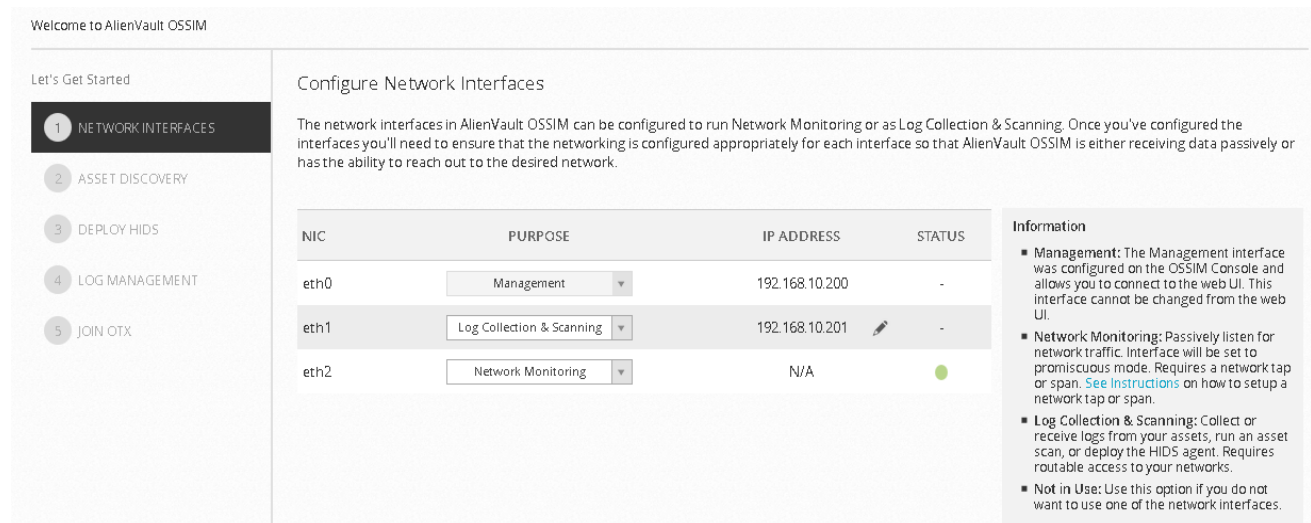 Welcome to AlienVault OSSIM
Let's Get Started
1 NETWORK INTERFACES
2 ASSET DISCOVERY
3 DEPLOY HIDS
4 LOG MANAGEMENT
5 JOIN OTX
Configure Network Interfaces
The network interfaces in AlienVault OSSIM can be configured to run Network Monitoring or as Log Collection & Scanning. Once you've configured the
interfaces you'll need to ensure that the networking is configured appropriately for each interface so that AlienVault OSSIM is either receiving data passively or
has the ability to reach out to the desired network.
NIC PURPOSE IP ADDRESS STATUS
eth0 Management 192.168.10.200 -
eth1 Log Collection & Scanning 192.168.10.201 -
eth2 Network Monitoring N/A
Information
Management: The Management interface
was configured on the OSSIM Console and
allows you to connect to the web UI. This
interface cannot be changed from the web
UI.
Network Monitoring: Passively listen for
network traffic. Interface will be set to
promiscuous mode. Requires a network tap
or span. See Instructions on how to setup a
network tap or span.
Log Collection & Scanning: Collect or
receive logs from your assets, run an asset
scan, or deploy the HIDS agent. Requires
routable access to your networks.
Not in Use: Use this option if you do not
want to use one of the network interfaces.